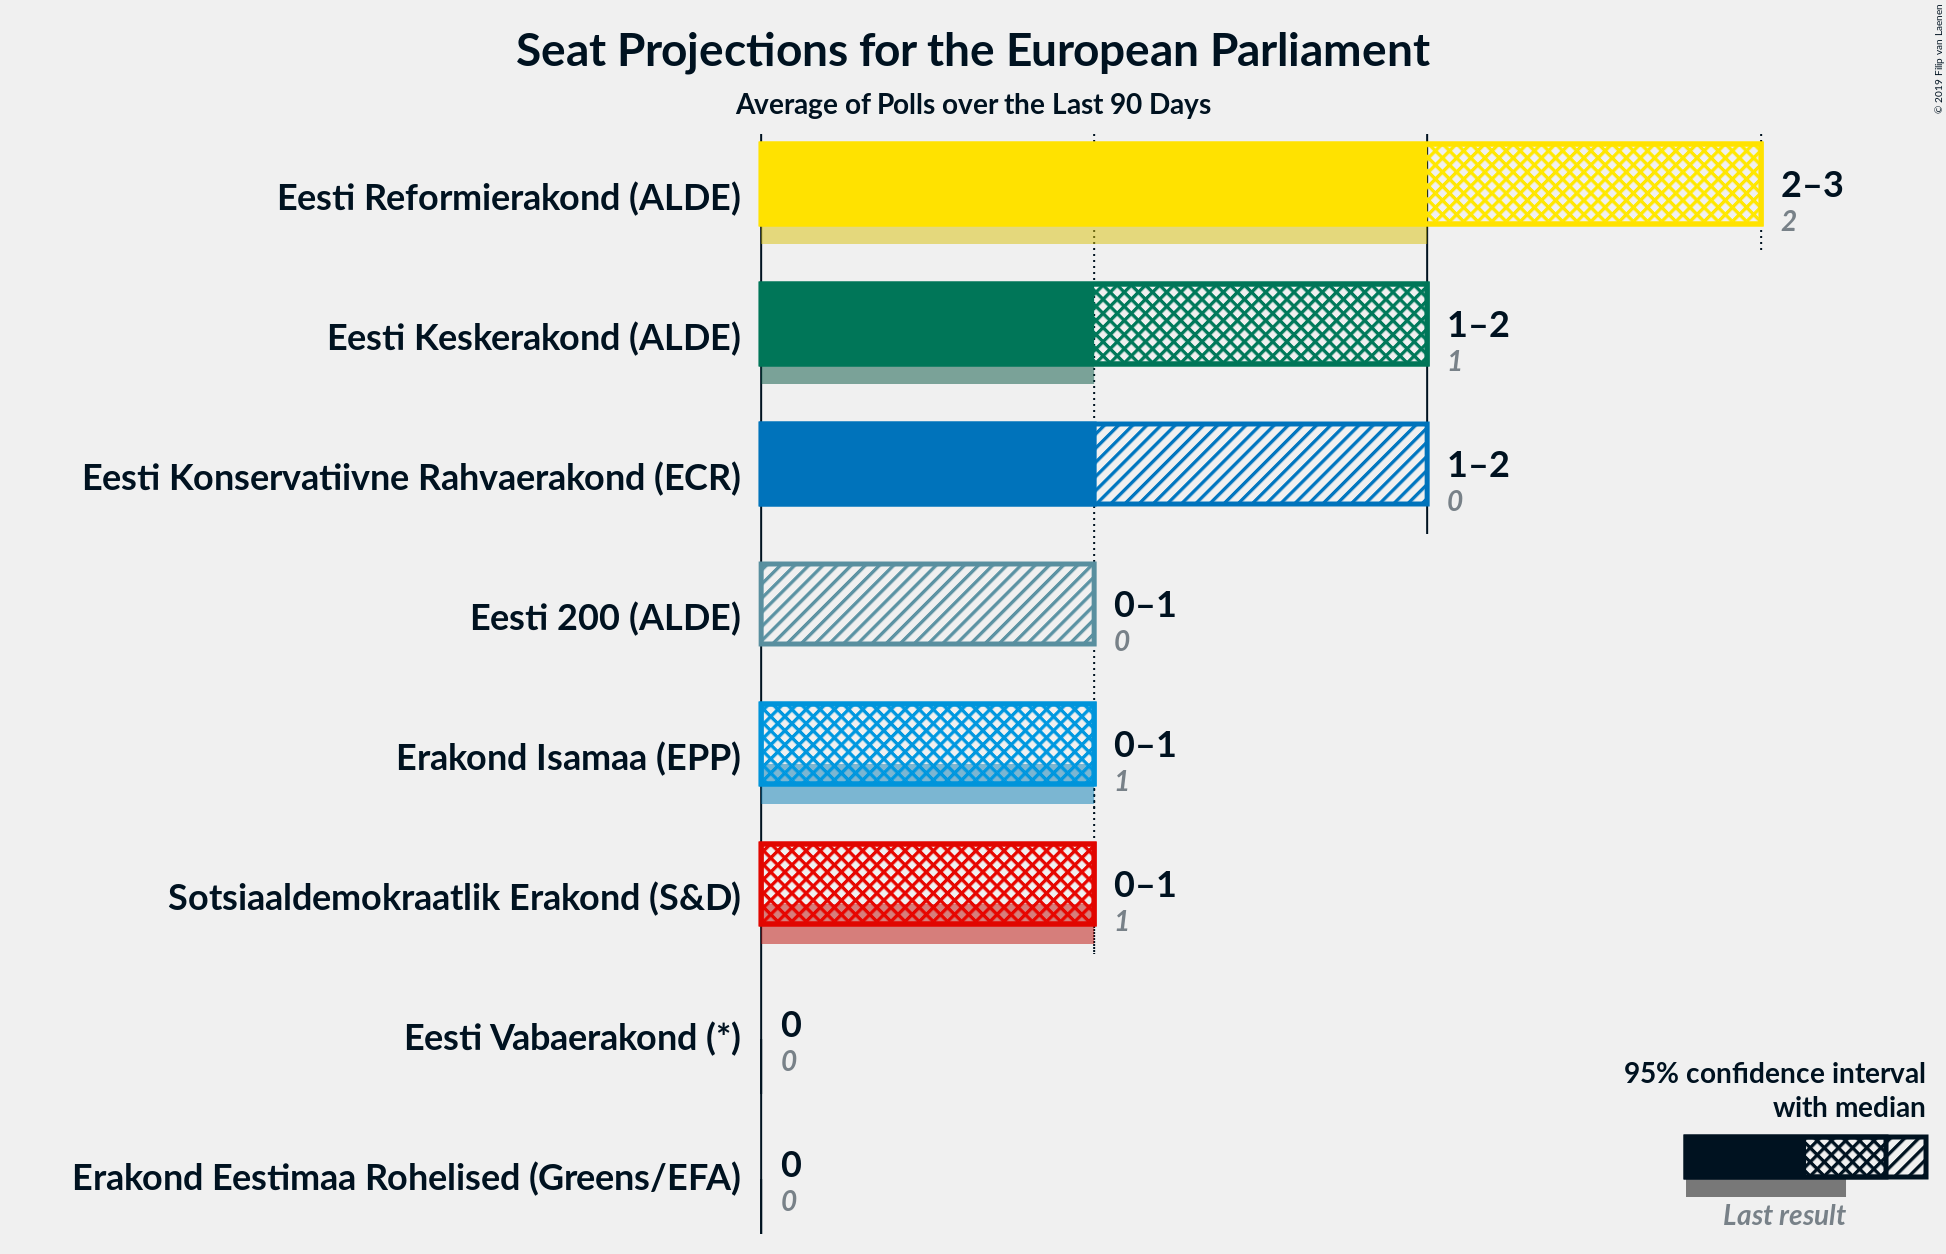 Seat Projections for the European Parliament
Average of Polls over the Last 90 Days
© 2019 Filip van Laenen
Eesti Reformierakond (ALDE)
2–3
2
Eesti Keskerakond (ALDE)
1–2
1
Eesti Konservatiivne Rahvaerakond (ECR)
1–2
0
Eesti 200 (ALDE)
0–1
0
Erakond Isamaa (EPP)
0–1
1
Sotsiaaldemokraatlik Erakond (S&D)
0–1
1
Eesti Vabaerakond (*)
0
0
Erakond Eestimaa Rohelised (Greens/EFA)
0
0
95% confidence interval
with median
Last result